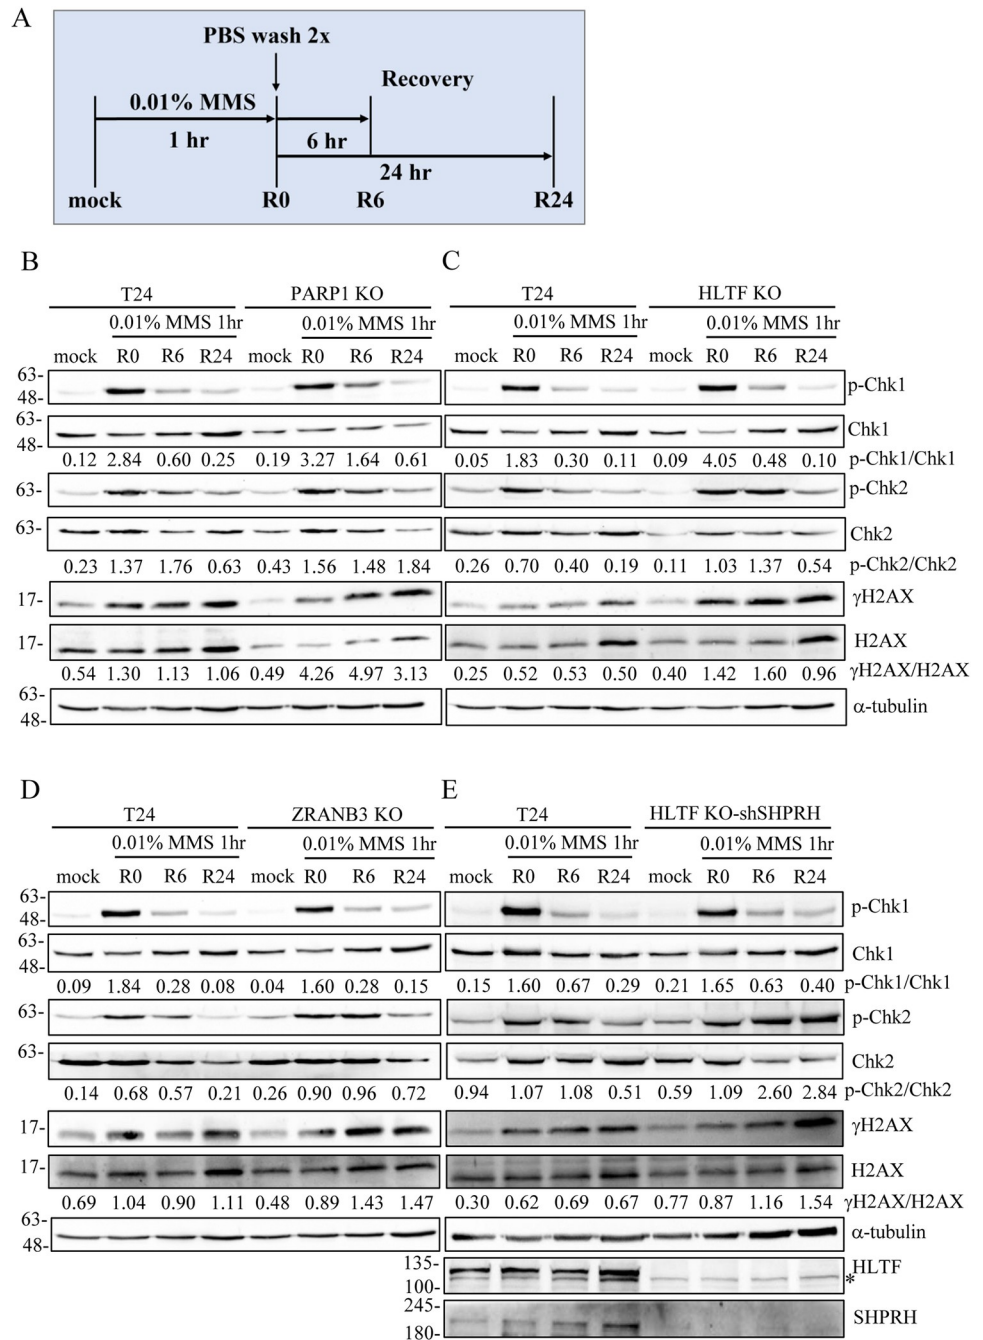 A
PBS wash 2x
Recovery
0.01% MMS
1 hr
6 hr
24 hr
mock R0 R6 R24
B
T24 PARP1 KO
0.01% MMS 1hr 0.01% MMS 1hr
mock R0 R6 R24 mock R0 R6 R24
63-
48-
63-
48-
0.12 2.84 0.60 0.25 0.19 3.27 1.64 0.61
63-
63-
0.23 1.37 1.76 0.63 0.43 1.56 1.48 1.84
17-
17-
0.54 1.30 1.13 1.06 0.49 4.26 4.97 3.13
63-
48-
C
T24 HLTF KO
0.01% MMS 1hr 0.01% MMS 1hr
mock R0 R6 R24 mock R0 R6 R24
p-Chk1
Chk1
0.05 1.83 0.30 0.11 0.09 4.05 0.48 0.10 p-Chk1/Chk1
p-Chk2
Chk2
0.26 0.70 0.40 0.19 0.11 1.03 1.37 0.54 p-Chk2/Chk2
γH2AX
H2AX
0.25 0.52 0.53 0.50 0.40 1.42 1.60 0.96 γH2AX/H2AX
α-tubulin
D
T24 ZRANB3 KO
0.01% MMS 1hr 0.01% MMS 1hr
mock R0 R6 R24 mock R0 R6 R24
63-
48-
63-
48-
0.09 1.84 0.28 0.08 0.04 1.60 0.28 0.15
63-
63-
0.14 0.68 0.57 0.21 0.26 0.90 0.96 0.72
17-
17-
0.69 1.04 0.90 1.11 0.48 0.89 1.43 1.47
63-
48-
E
T24 HLTF KO-shSHPRH
0.01% MMS 1hr 0.01% MMS 1hr
mock R0 R6 R24 mock R0 R6 R24
p-Chk1
Chk1
0.15 1.60 0.67 0.29 0.21 1.65 0.63 0.40 p-Chk1/Chk1
p-Chk2
Chk2
0.94 1.07 1.08 0.51 0.59 1.09 2.60 2.84 p-Chk2/Chk2
γH2AX
H2AX
0.30 0.62 0.69 0.67 0.77 0.87 1.16 1.54 γH2AX/H2AX
α-tubulin
135- HLTF
100- *
245-
SHPRH
180-